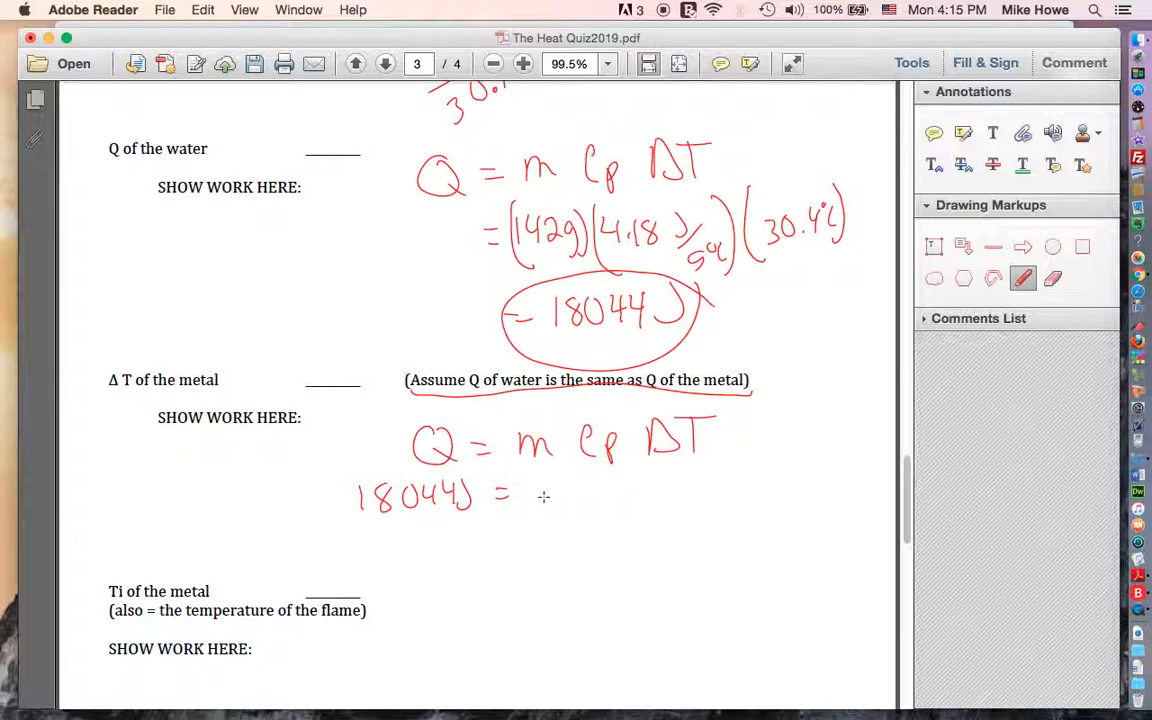 Adobe Reader File Edit View Window Help 3 100% Mon 4:15 PM Mike Howe
The Heat Quiz2019.pdf
Open 3 / 4 99.5% Tools Fill & Sign Comment
Annotations
30.
Q of the water
Q = m Cp ΔT
SHOW WORK HERE:
= (142g)(4.18 J/g°C)(30.4°C)
Drawing Markups
= 18044 J
Comments List
Δ T of the metal (Assume Q of water is the same as Q of the metal)
SHOW WORK HERE:
Q = m Cp ΔT
18044J =
Ti of the metal
(also = the temperature of the flame)
SHOW WORK HERE: